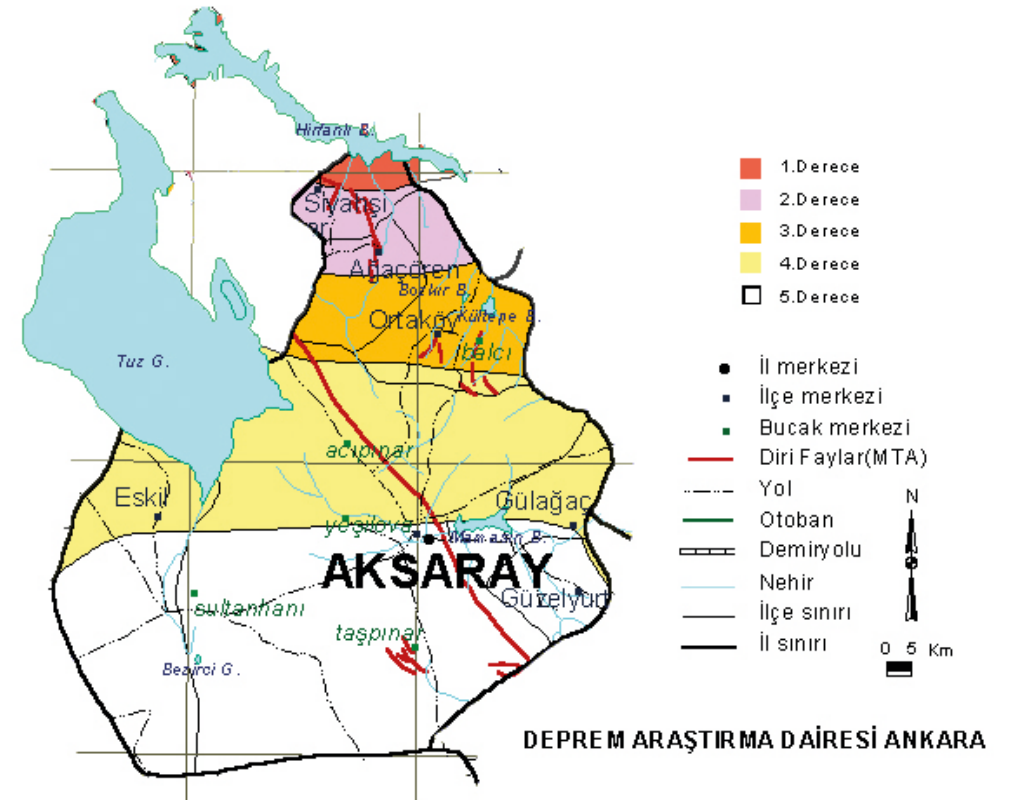 Hirfanlı B.
1.Derece
2.Derece
3.Derece
4.Derece
5.Derece
Ağaçören
Bozkır B.
Ortaköy
Kültepe B.
balcı
Tuz G.
İl merkezi
İlçe merkezi
Bucak merkezi
Diri Faylar(MTA)
Yol
Otoban
Demiryolu
Nehir
İlçe sınırı
İl sınırı
N
0 5 Km
acıpınar
Eskil
Gülağaç
yeşilova
Mamasın B.
AKSARAY
Güzelyurt
sultanhanı
taşpınar
Bezirci G.
DEPREM ARAŞTIRMA DAİRESİ ANKARA